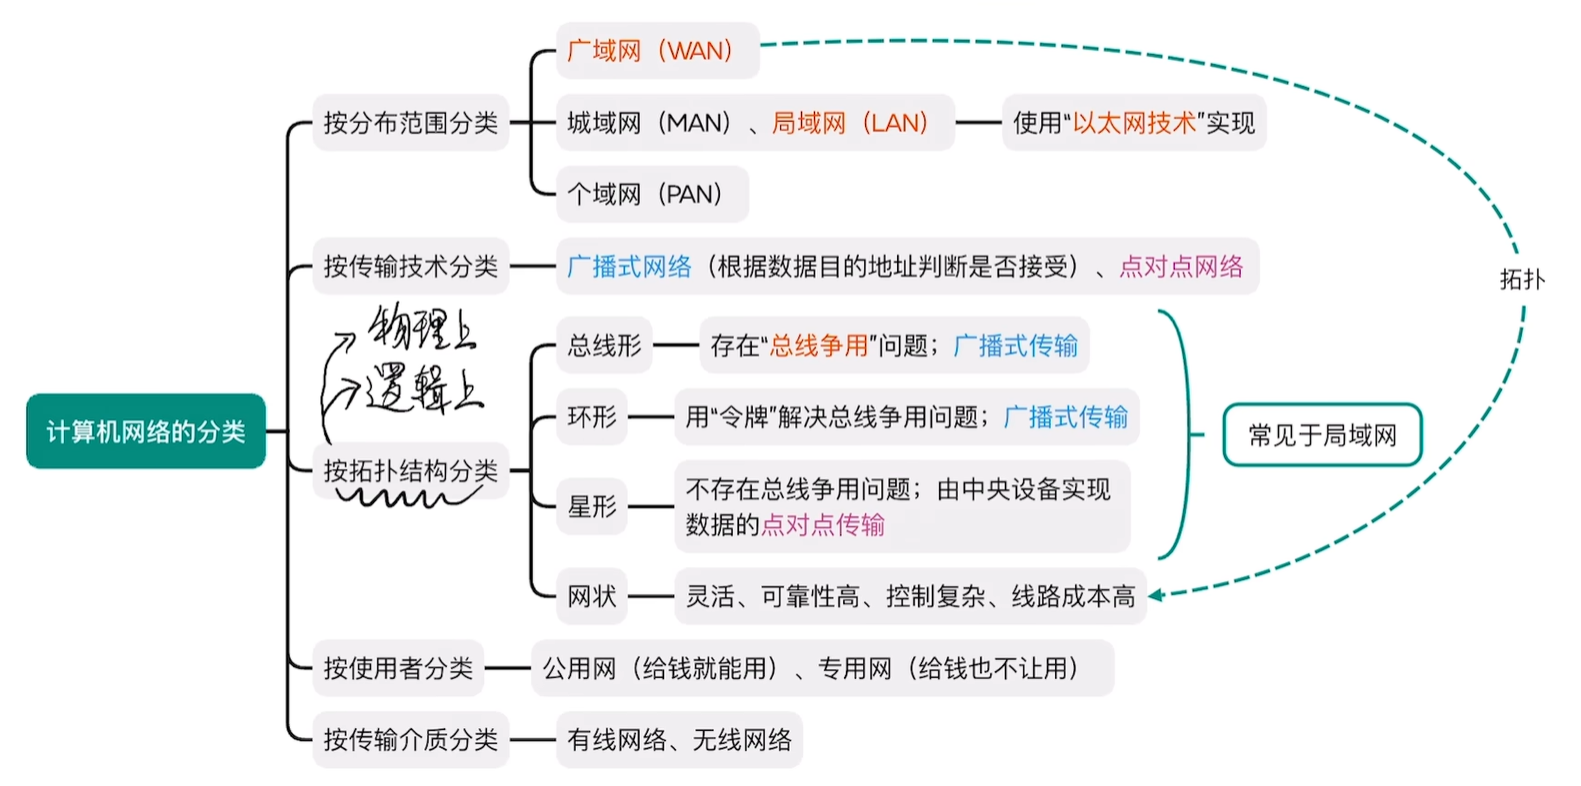 计算机网络的分类
按分布范围分类
广域网（WAN）
城域网（MAN）、局域网（LAN）
使用“以太网技术”实现
个域网（PAN）
按传输技术分类
广播式网络（根据数据目的地址判断是否接受）、点对点网络
拓扑
物理上
逻辑上
按拓扑结构分类
总线形
存在“总线争用”问题；广播式传输
环形
用“令牌”解决总线争用问题；广播式传输
星形
不存在总线争用问题；由中央设备实现
数据的点对点传输
常见于局域网
网状
灵活、可靠性高、控制复杂、线路成本高
按使用者分类
公用网（给钱就能用）、专用网（给钱也不让用）
按传输介质分类
有线网络、无线网络